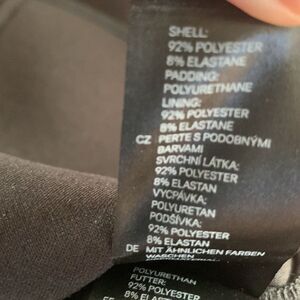 SHELL:
92% POLYESTER
8% ELASTANE
PADDING:
POLYURETHANE
LINING:
92% POLYESTER
8% ELASTANE
CZ PERTE S PODOBNÝMI
BARVAMI
SVRCHNÍ LÁTKA:
92% POLYESTER
8% ELASTAN
VYCPÁVKA:
POLYURETAN
PODŠÍVKA:
92% POLYESTER
8% ELASTAN
DE MIT ÄHNLICHEN FARBEN
WASCHEN
POLYURETHAN
FUTTER:
92% POLYESTER
8% ELASTAN